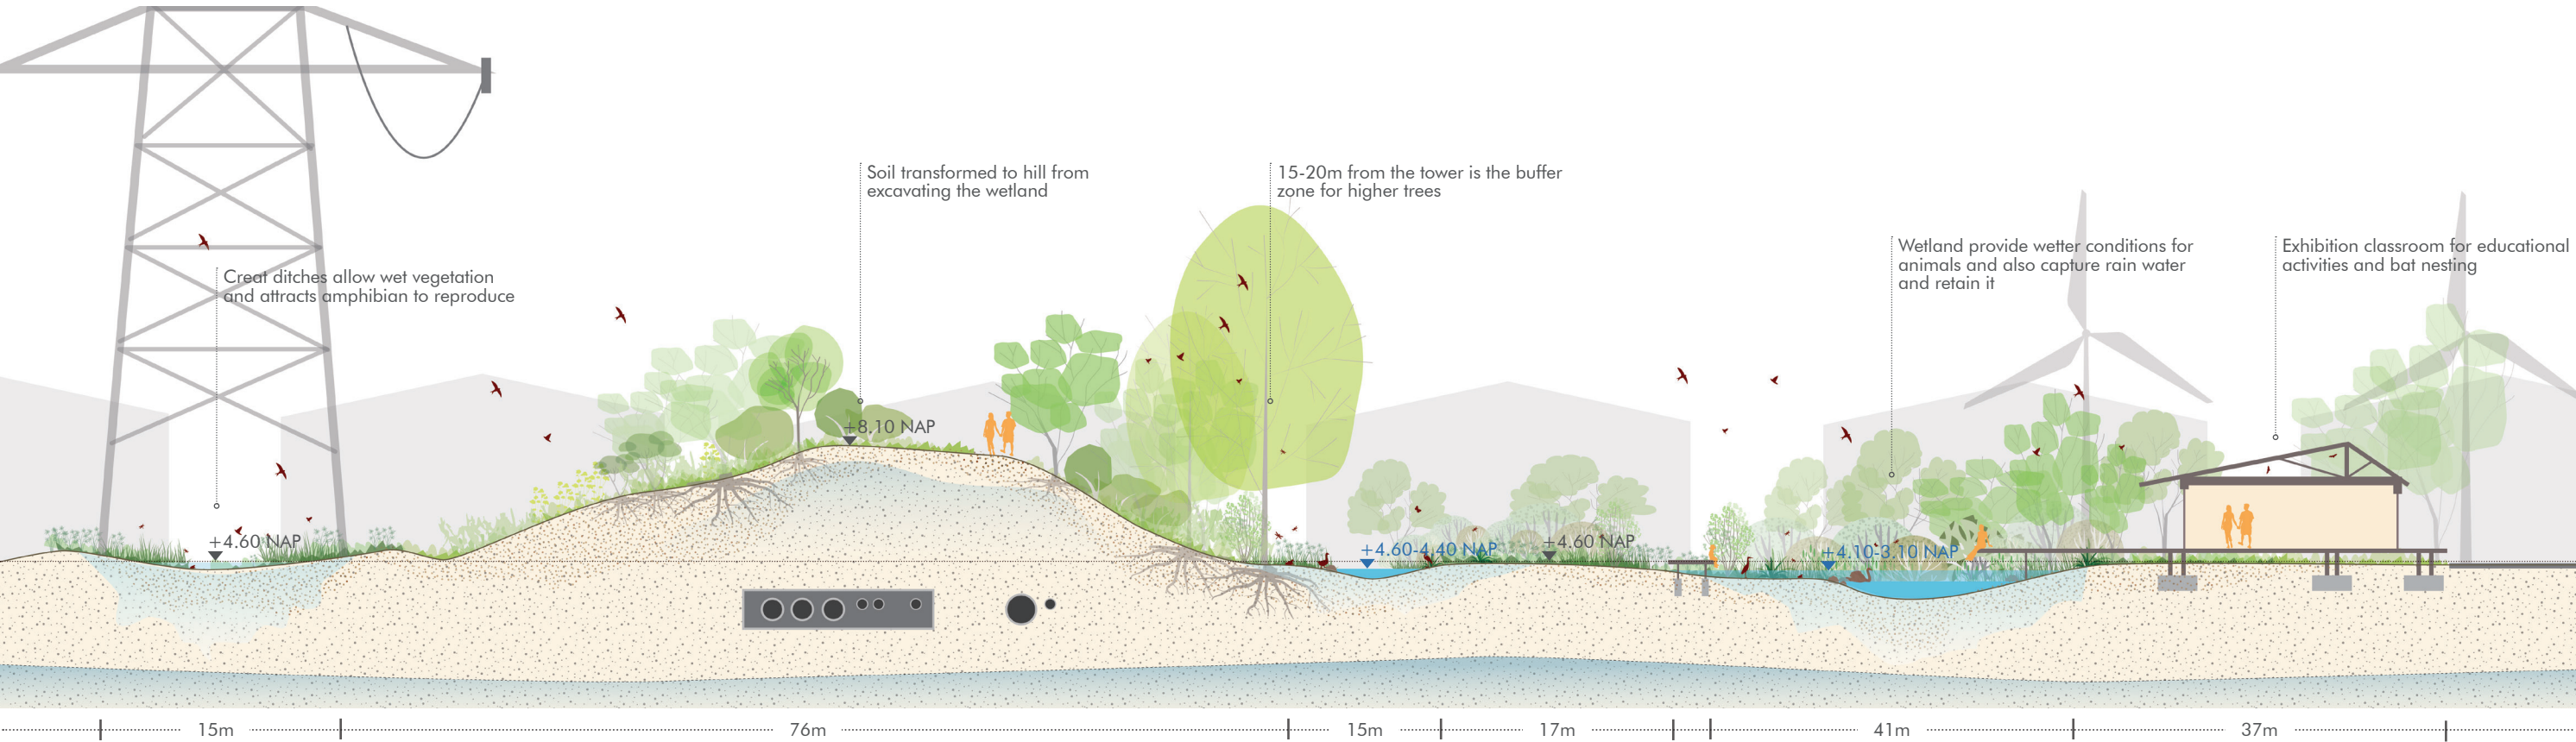 Soil transformed to hill from
excavating the wetland
15-20m from the tower is the buffer
zone for higher trees
Wetland provide wetter conditions for
animals and also capture rain water
and retain it
Exhibition classroom for educational
activities and bat nesting
Creat ditches allow wet vegetation
and attracts amphibian to reproduce
+8.10 NAP
+4.60 NAP
+4.60-4.40 NAP
+4.60 NAP
+4.10-3.10 NAP
15m
76m
15m
17m
41m
37m